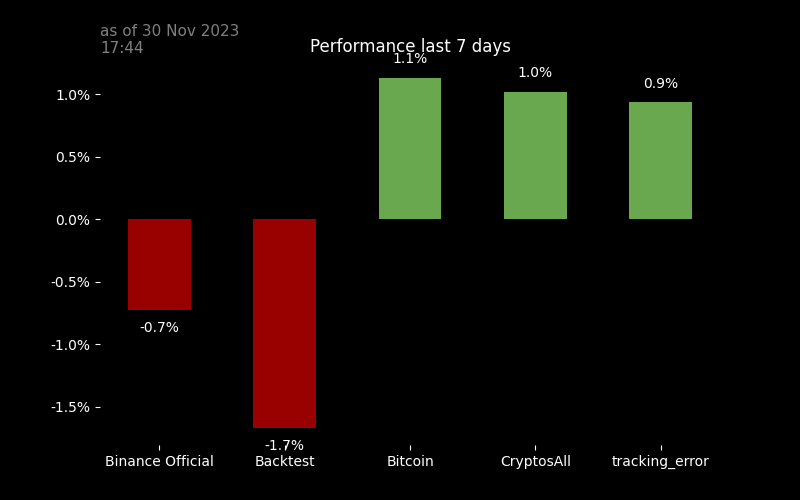 as of 30 Nov 2023
17:44
Performance last 7 days
1.1%
1.0%
0.9%
1.0%
0.5%
0.0%
-0.5%
-1.0%
-1.5%
-0.7%
-1.7%
Binance Official
Backtest
Bitcoin
CryptosAll
tracking_error